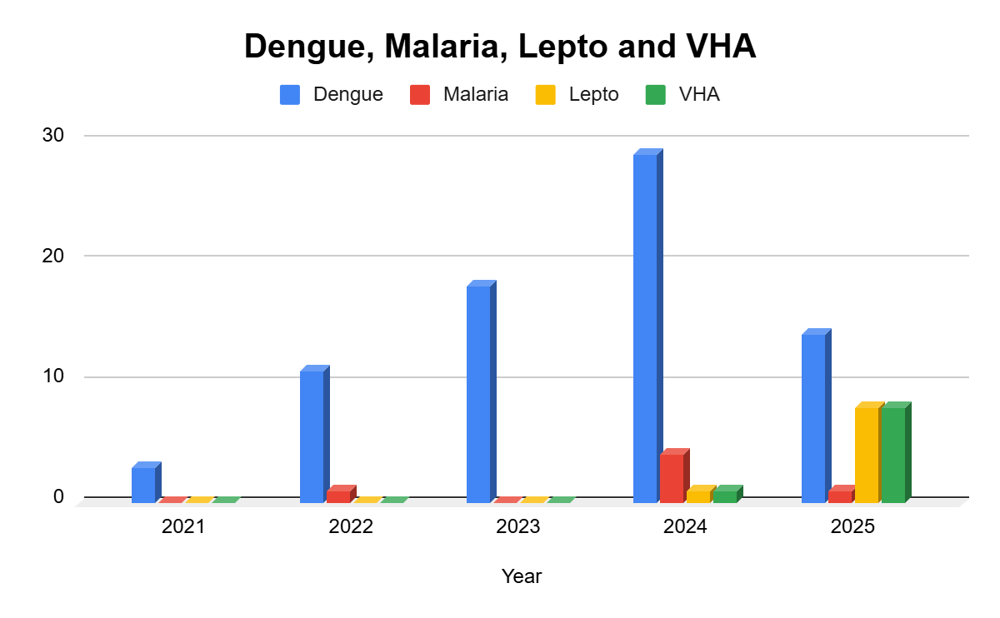 Dengue, Malaria, Lepto and VHA
Dengue Malaria Lepto VHA
30
20
10
0
2021 2022 2023 2024 2025
Year